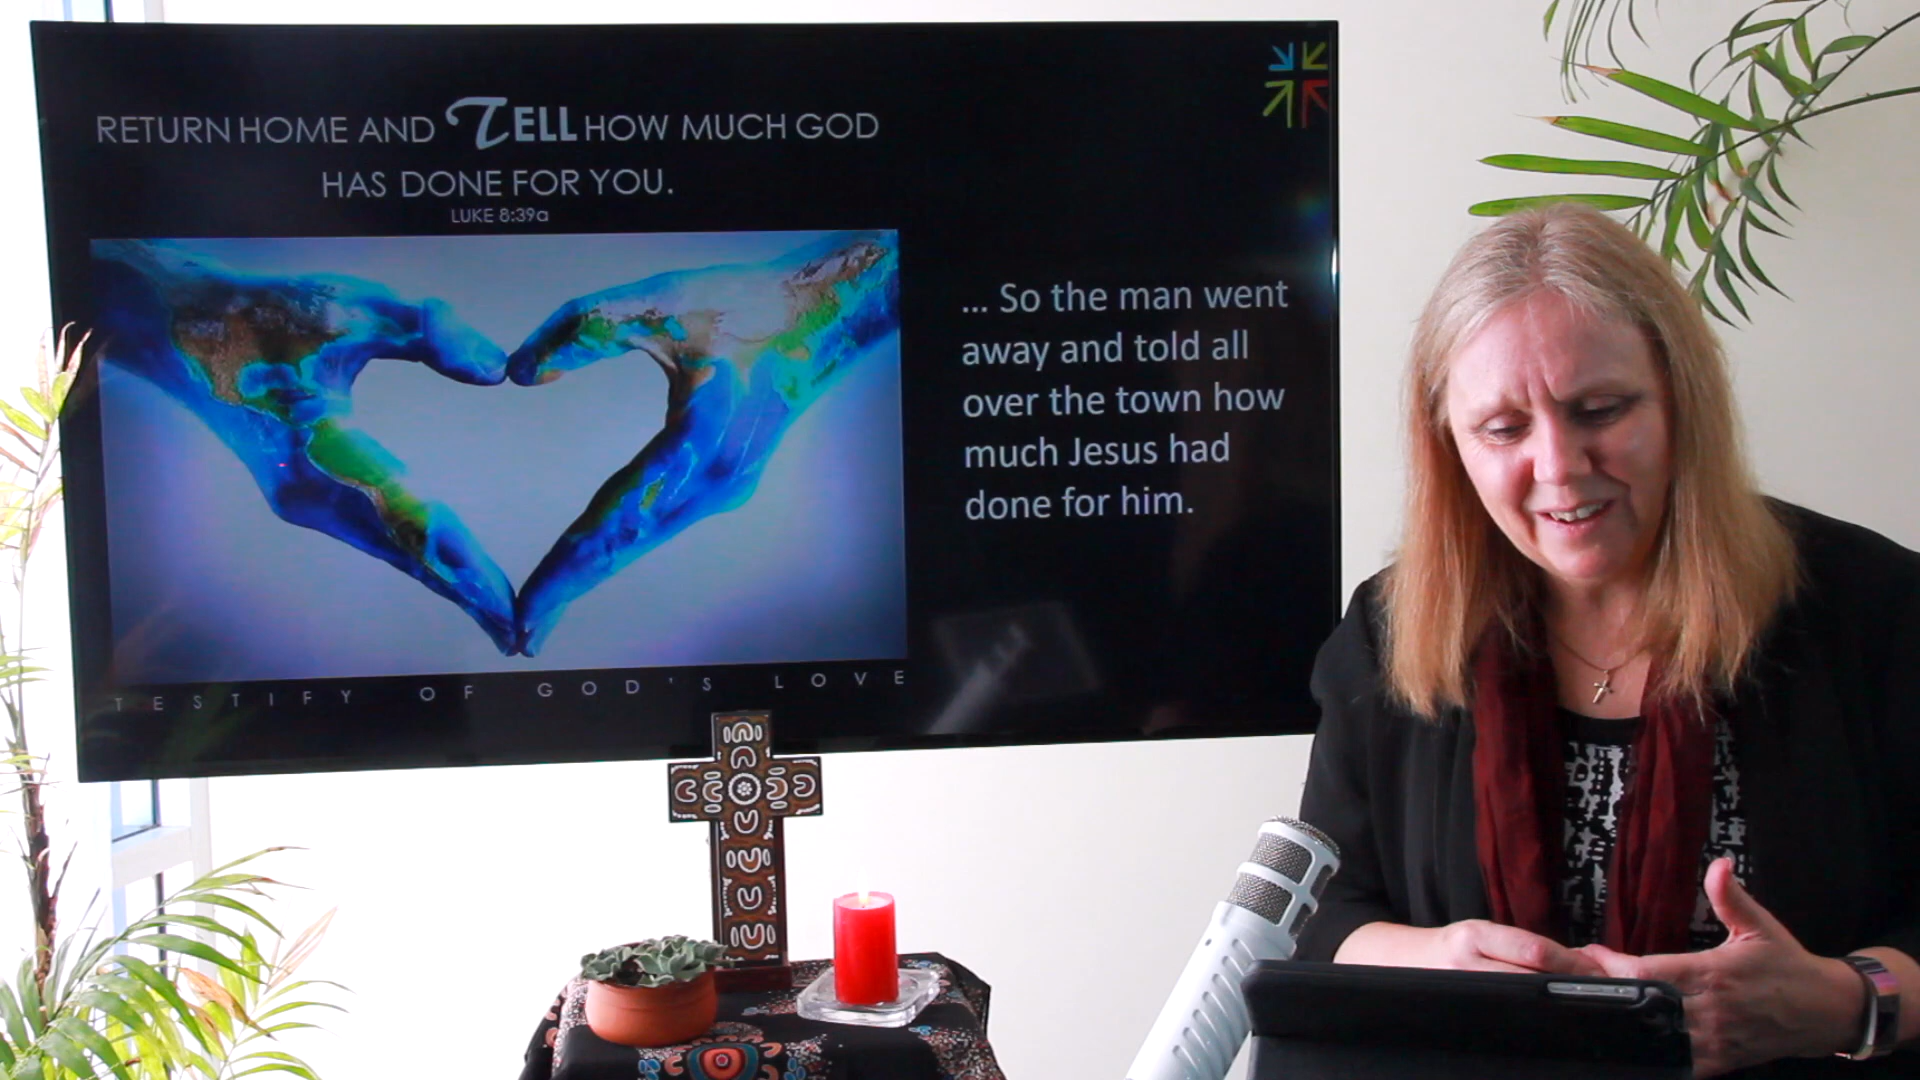 RETURN HOME AND TELL HOW MUCH GOD
HAS DONE FOR YOU.
LUKE 8:39a
... So the man went
away and told all
over the town how
much Jesus had
done for him.
TESTIFY OF GOD'S LOVE